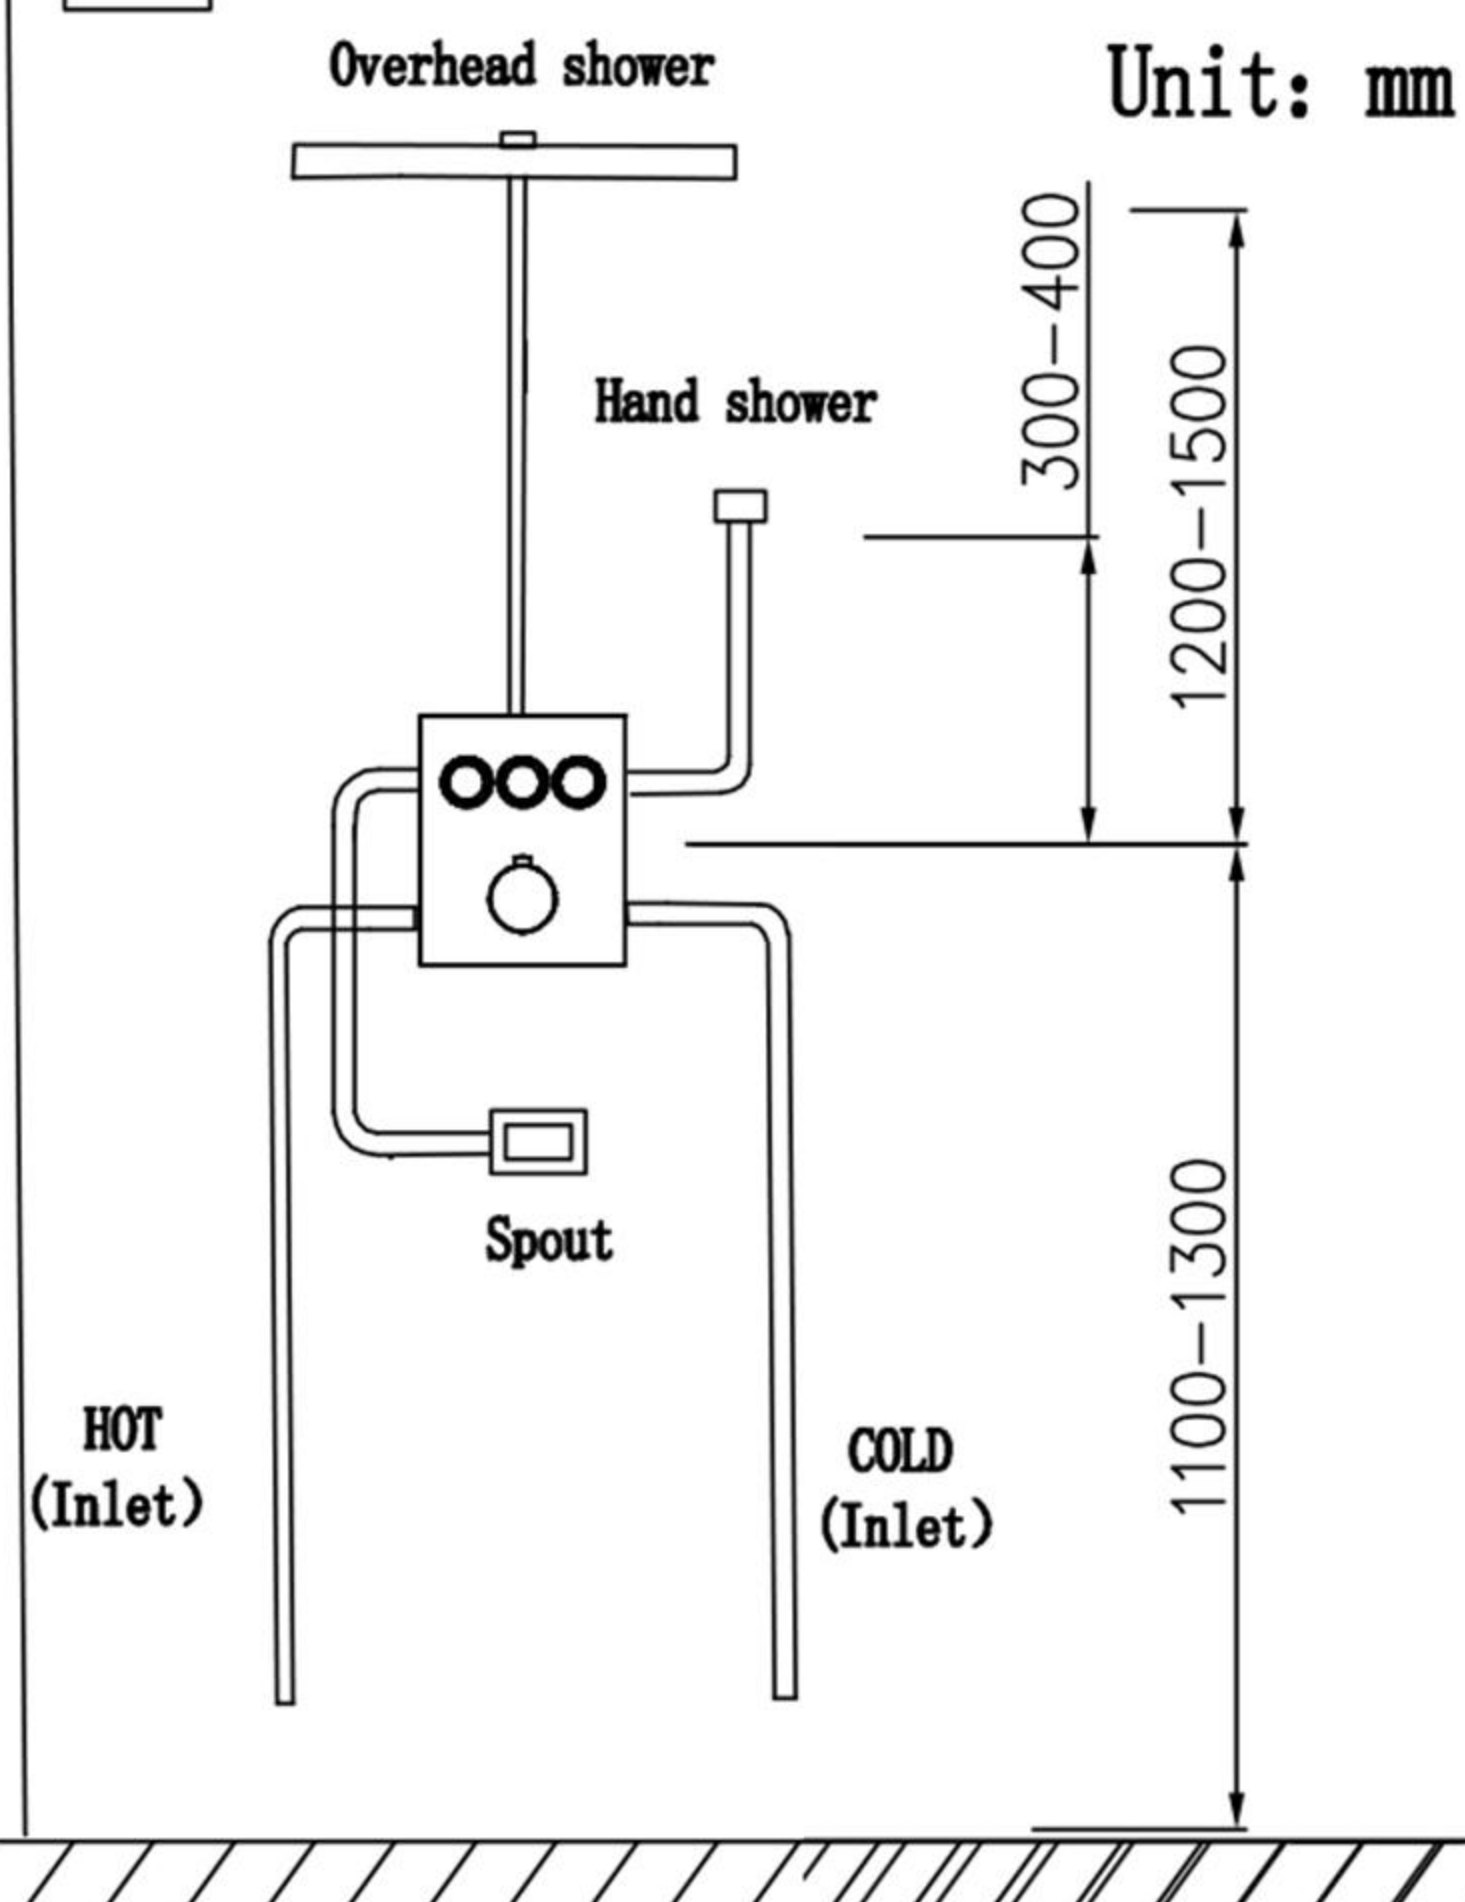 Overhead shower
Unit: mm
300-400
1200-1500
Hand shower
Spout
1100-1300
HOT
(Inlet)
COLD
(Inlet)